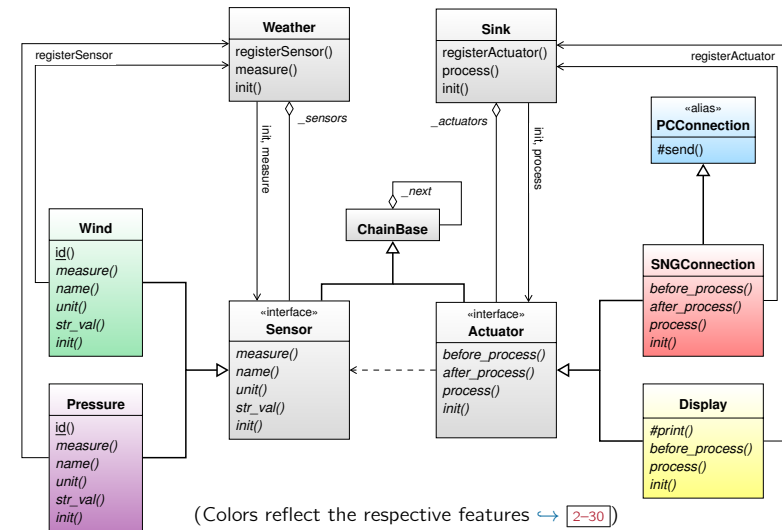 Weather
registerSensor()
measure()
init()
Sink
registerActuator()
process()
init()
registerSensor
registerActuator
_sensors
_actuators
init, measure
init, process
«alias»
PCConnection
#send()
_next
ChainBase
Wind
id()
measure()
name()
unit()
str_val()
init()
SNGConnection
before_process()
after_process()
process()
init()
«interface»
Sensor
measure()
name()
unit()
str_val()
init()
«interface»
Actuator
before_process()
after_process()
process()
init()
Pressure
id()
measure()
name()
unit()
str_val()
init()
Display
#print()
before_process()
process()
init()
(Colors reflect the respective features ↪ 2–30)